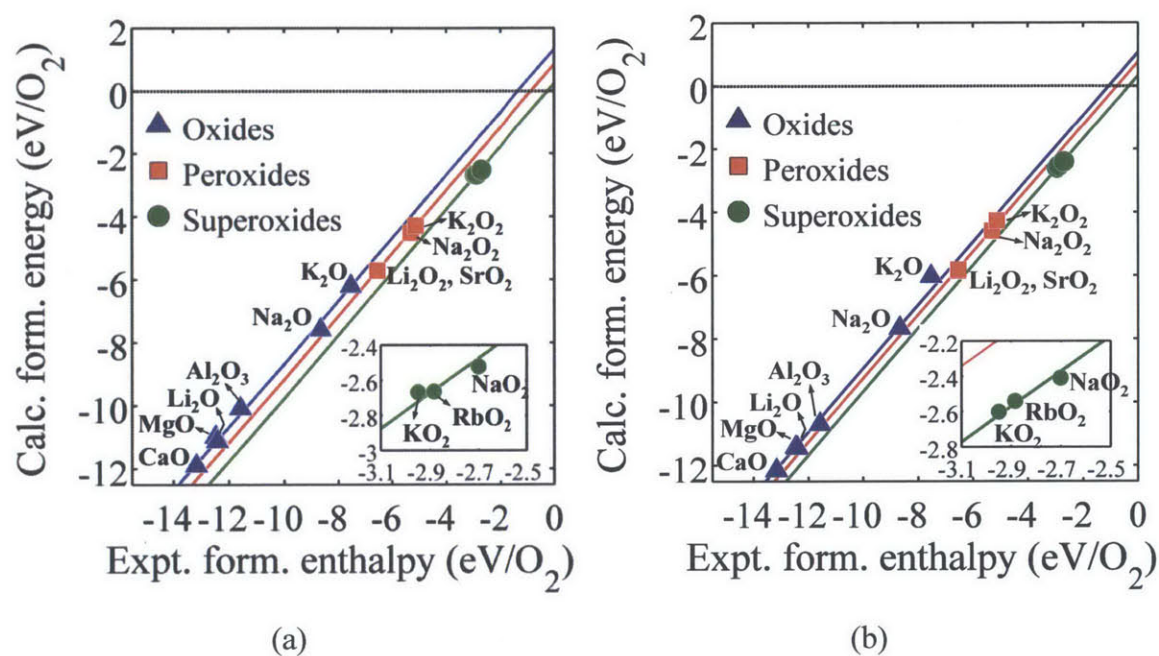 Calc. form. energy (eV/O₂)
2
0
-2
-4
-6
-8
-10
-12
Oxides
Peroxides
Superoxides
K₂O₂
Na₂O₂
K₂O
Li₂O₂, SrO₂
Na₂O
Al₂O₃
Li₂O
MgO
CaO
-2.4
-2.6
-2.8
-3
NaO₂
RbO₂
KO₂
-3.1 -2.9 -2.7 -2.5
-14 -12 -10 -8 -6 -4 -2 0
Expt. form. enthalpy (eV/O₂)
(a)
Calc. form. energy (eV/O₂)
2
0
-2
-4
-6
-8
-10
-12
Oxides
Peroxides
Superoxides
K₂O₂
Na₂O₂
K₂O
Li₂O₂, SrO₂
Na₂O
Al₂O₃
Li₂O
MgO
CaO
-2.2
-2.4
-2.6
-2.8
NaO₂
RbO₂
KO₂
-3.1 -2.9 -2.7 -2.5
-14 -12 -10 -8 -6 -4 -2 0
Expt. form. enthalpy (eV/O₂)
(b)